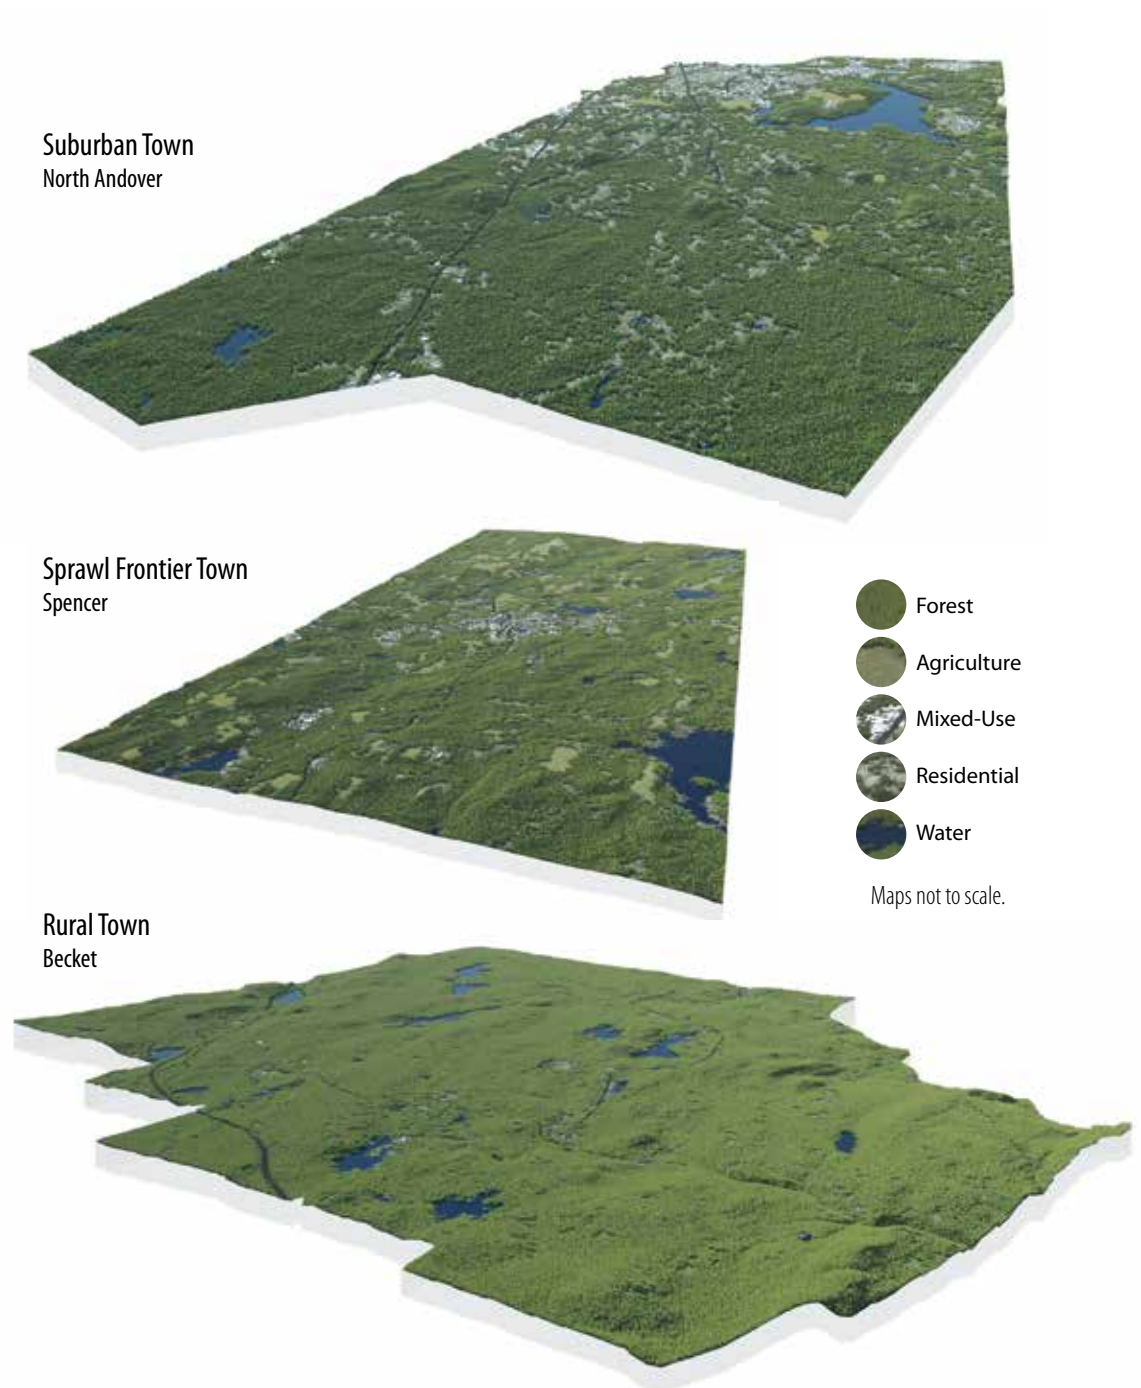 Suburban Town
North Andover
Sprawl Frontier Town
Spencer
Forest
Agriculture
Mixed-Use
Residential
Water
Maps not to scale.
Rural Town
Becket